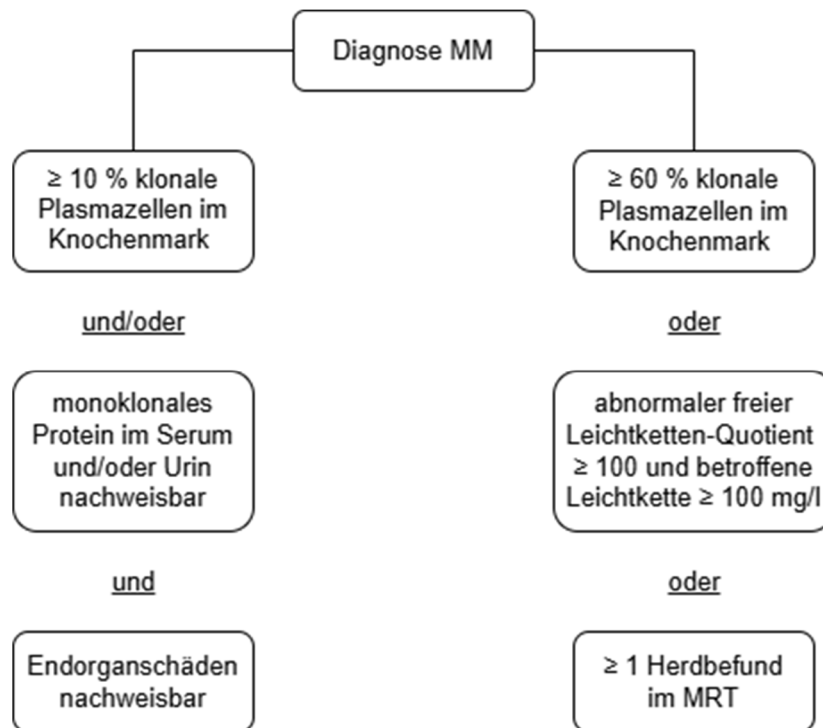 Diagnose MM
≥ 10 % klonale
Plasmazellen im
Knochenmark
und/oder
monoklonales
Protein im Serum
und/oder Urin
nachweisbar
und
Endorganschäden
nachweisbar
≥ 60 % klonale
Plasmazellen im
Knochenmark
oder
abnormaler freier
Leichtketten-Quotient
≥ 100 und betroffene
Leichtkette ≥ 100 mg/l
oder
≥ 1 Herdbefund
im MRT